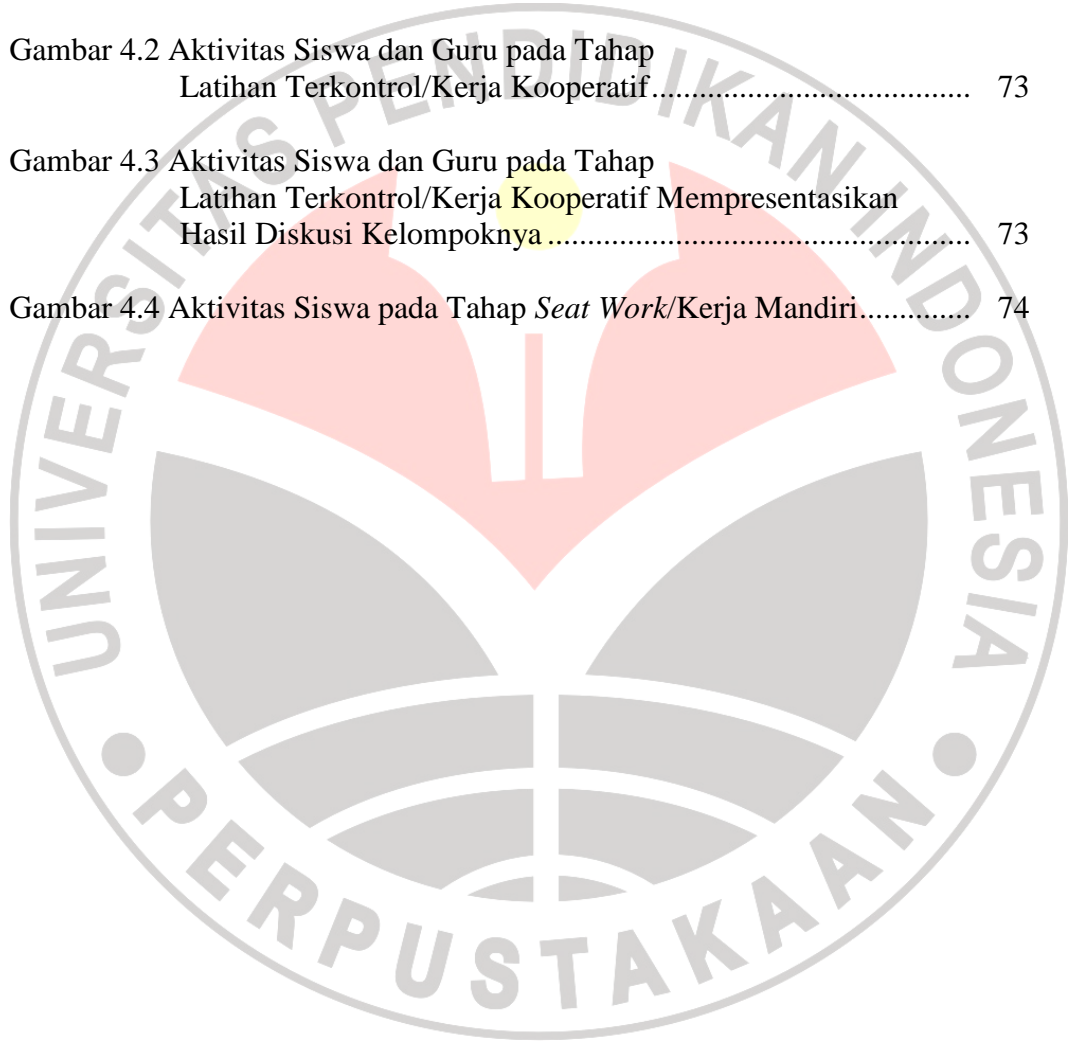 Gambar 4.2 Aktivitas Siswa dan Guru pada Tahap
Latihan Terkontrol/Kerja Kooperatif.................................... 73
Gambar 4.3 Aktivitas Siswa dan Guru pada Tahap
Latihan Terkontrol/Kerja Kooperatif Mempresentasikan
Hasil Diskusi Kelompoknya ................................................ 73
Gambar 4.4 Aktivitas Siswa pada Tahap Seat Work/Kerja Mandiri............. 74
UNIVERSITAS PENDIDIKAN INDONESIA
PERPUSTAKAAN